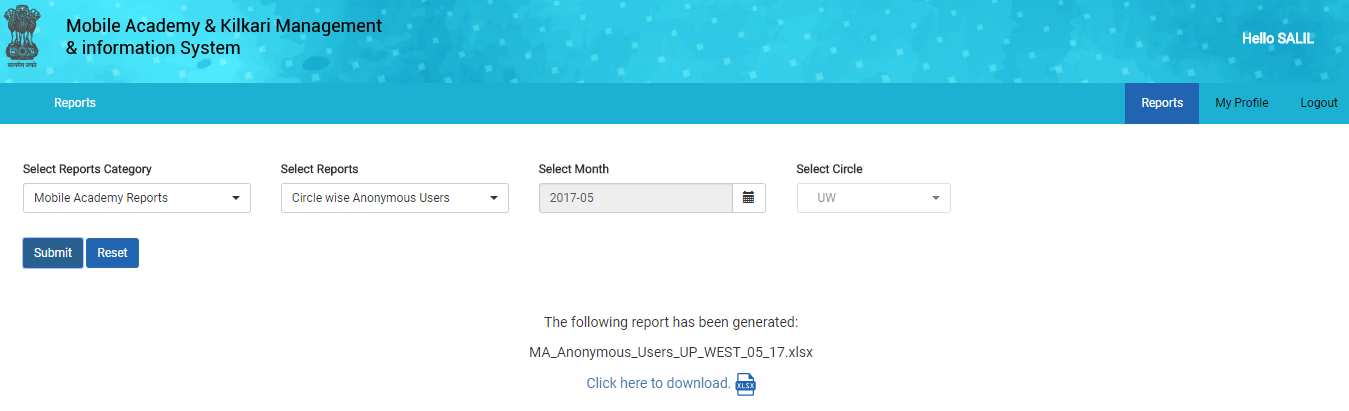 Mobile Academy & Kilkari Management
& information System
सत्यमेव जयते
Hello SALIL
Reports
Reports
My Profile
Logout
Select Reports Category
Select Reports
Select Month
Select Circle
Mobile Academy Reports
Circle wise Anonymous Users
2017-05
UW
Submit
Reset
The following report has been generated:
MA_Anonymous_Users_UP_WEST_05_17.xlsx
Click here to download.
XLSX